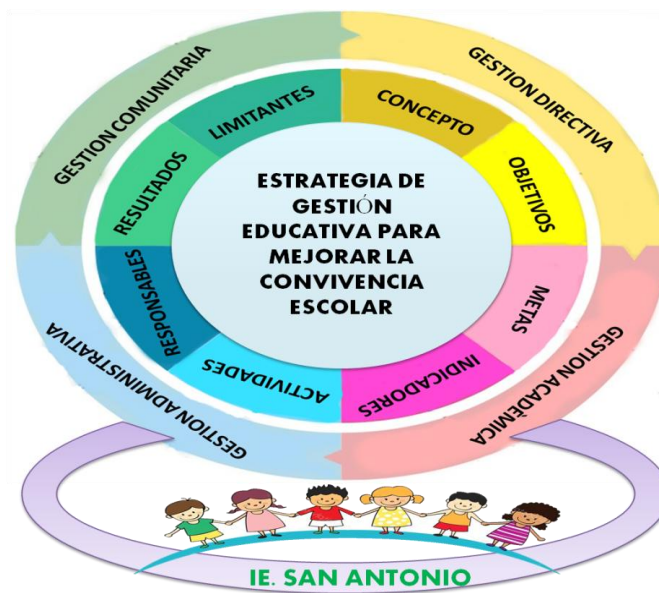 GESTION COMUNITARIA
GESTION DIRECTIVA
LIMITANTES
CONCEPTO
RESULTADOS
OBJETIVOS
ESTRATEGIA DE
GESTIÓN
EDUCATIVA PARA
MEJORAR LA
CONVIVENCIA
ESCOLAR
RESPONSABLES
METAS
ACTIVIDADES
INDICADORES
GESTION ADMINISTRATIVA
GESTION ACADÈMICA
IE. SAN ANTONIO